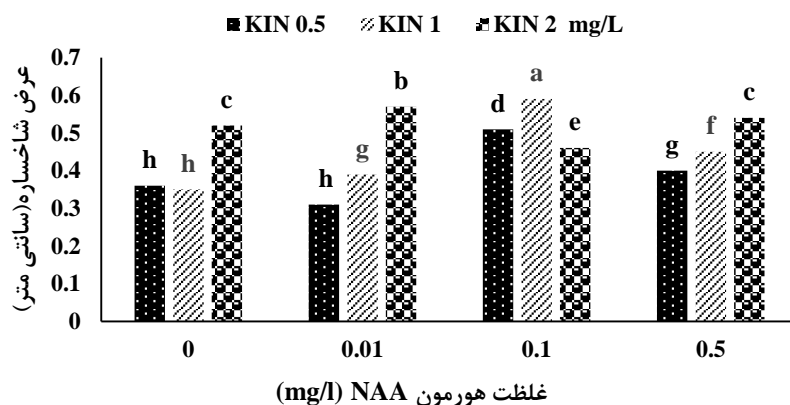 KIN 0.5 KIN 1 KIN 2 mg/L
عرض شاخساره(سانتی متر)
0.7
0.6
0.5
0.4
0.3
0.2
0.1
0
h h c
h g b
d a e
g f c
0 0.01 0.1 0.5
غلظت هورمون NAA (mg/l)